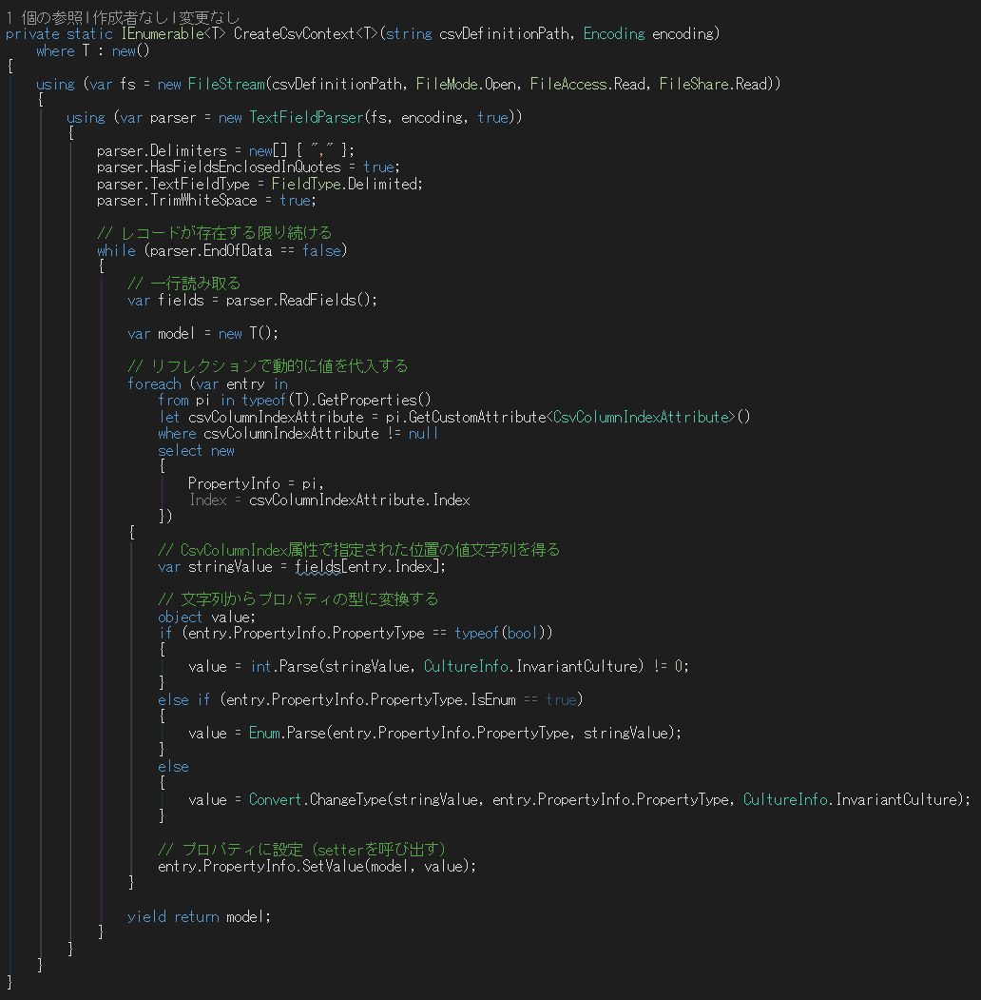 1 個の参照|作成者なし|変更なし
private static IEnumerable<T> CreateCsvContext<T>(string csvDefinitionPath, Encoding encoding)
where T : new()
{
using (var fs = new FileStream(csvDefinitionPath, FileMode.Open, FileAccess.Read, FileShare.Read))
{
using (var parser = new TextFieldParser(fs, encoding, true))
{
parser.Delimiters = new[] { "," };
parser.HasFieldsEnclosedInQuotes = true;
parser.TextFieldType = FieldType.Delimited;
parser.TrimWhiteSpace = true;
// レコードが存在する限り続ける
while (parser.EndOfData == false)
{
// 一行読み取る
var fields = parser.ReadFields();
var model = new T();
// リフレクションで動的に値を代入する
foreach (var entry in
from pi in typeof(T).GetProperties()
let csvColumnIndexAttribute = pi.GetCustomAttribute<CsvColumnIndexAttribute>()
where csvColumnIndexAttribute != null
select new
{
PropertyInfo = pi,
Index = csvColumnIndexAttribute.Index
})
{
// CsvColumnIndex属性で指定された位置の値文字列を得る
var stringValue = fields[entry.Index];
// 文字列からプロパティの型に変換する
object value;
if (entry.PropertyInfo.PropertyType == typeof(bool))
{
value = int.Parse(stringValue, CultureInfo.InvariantCulture) != 0;
}
else if (entry.PropertyInfo.PropertyType.IsEnum == true)
{
value = Enum.Parse(entry.PropertyInfo.PropertyType, stringValue);
}
else
{
value = Convert.ChangeType(stringValue, entry.PropertyInfo.PropertyType, CultureInfo.InvariantCulture);
}
// プロパティに設定（setterを呼び出す）
entry.PropertyInfo.SetValue(model, value);
}
yield return model;
}
}
}
}